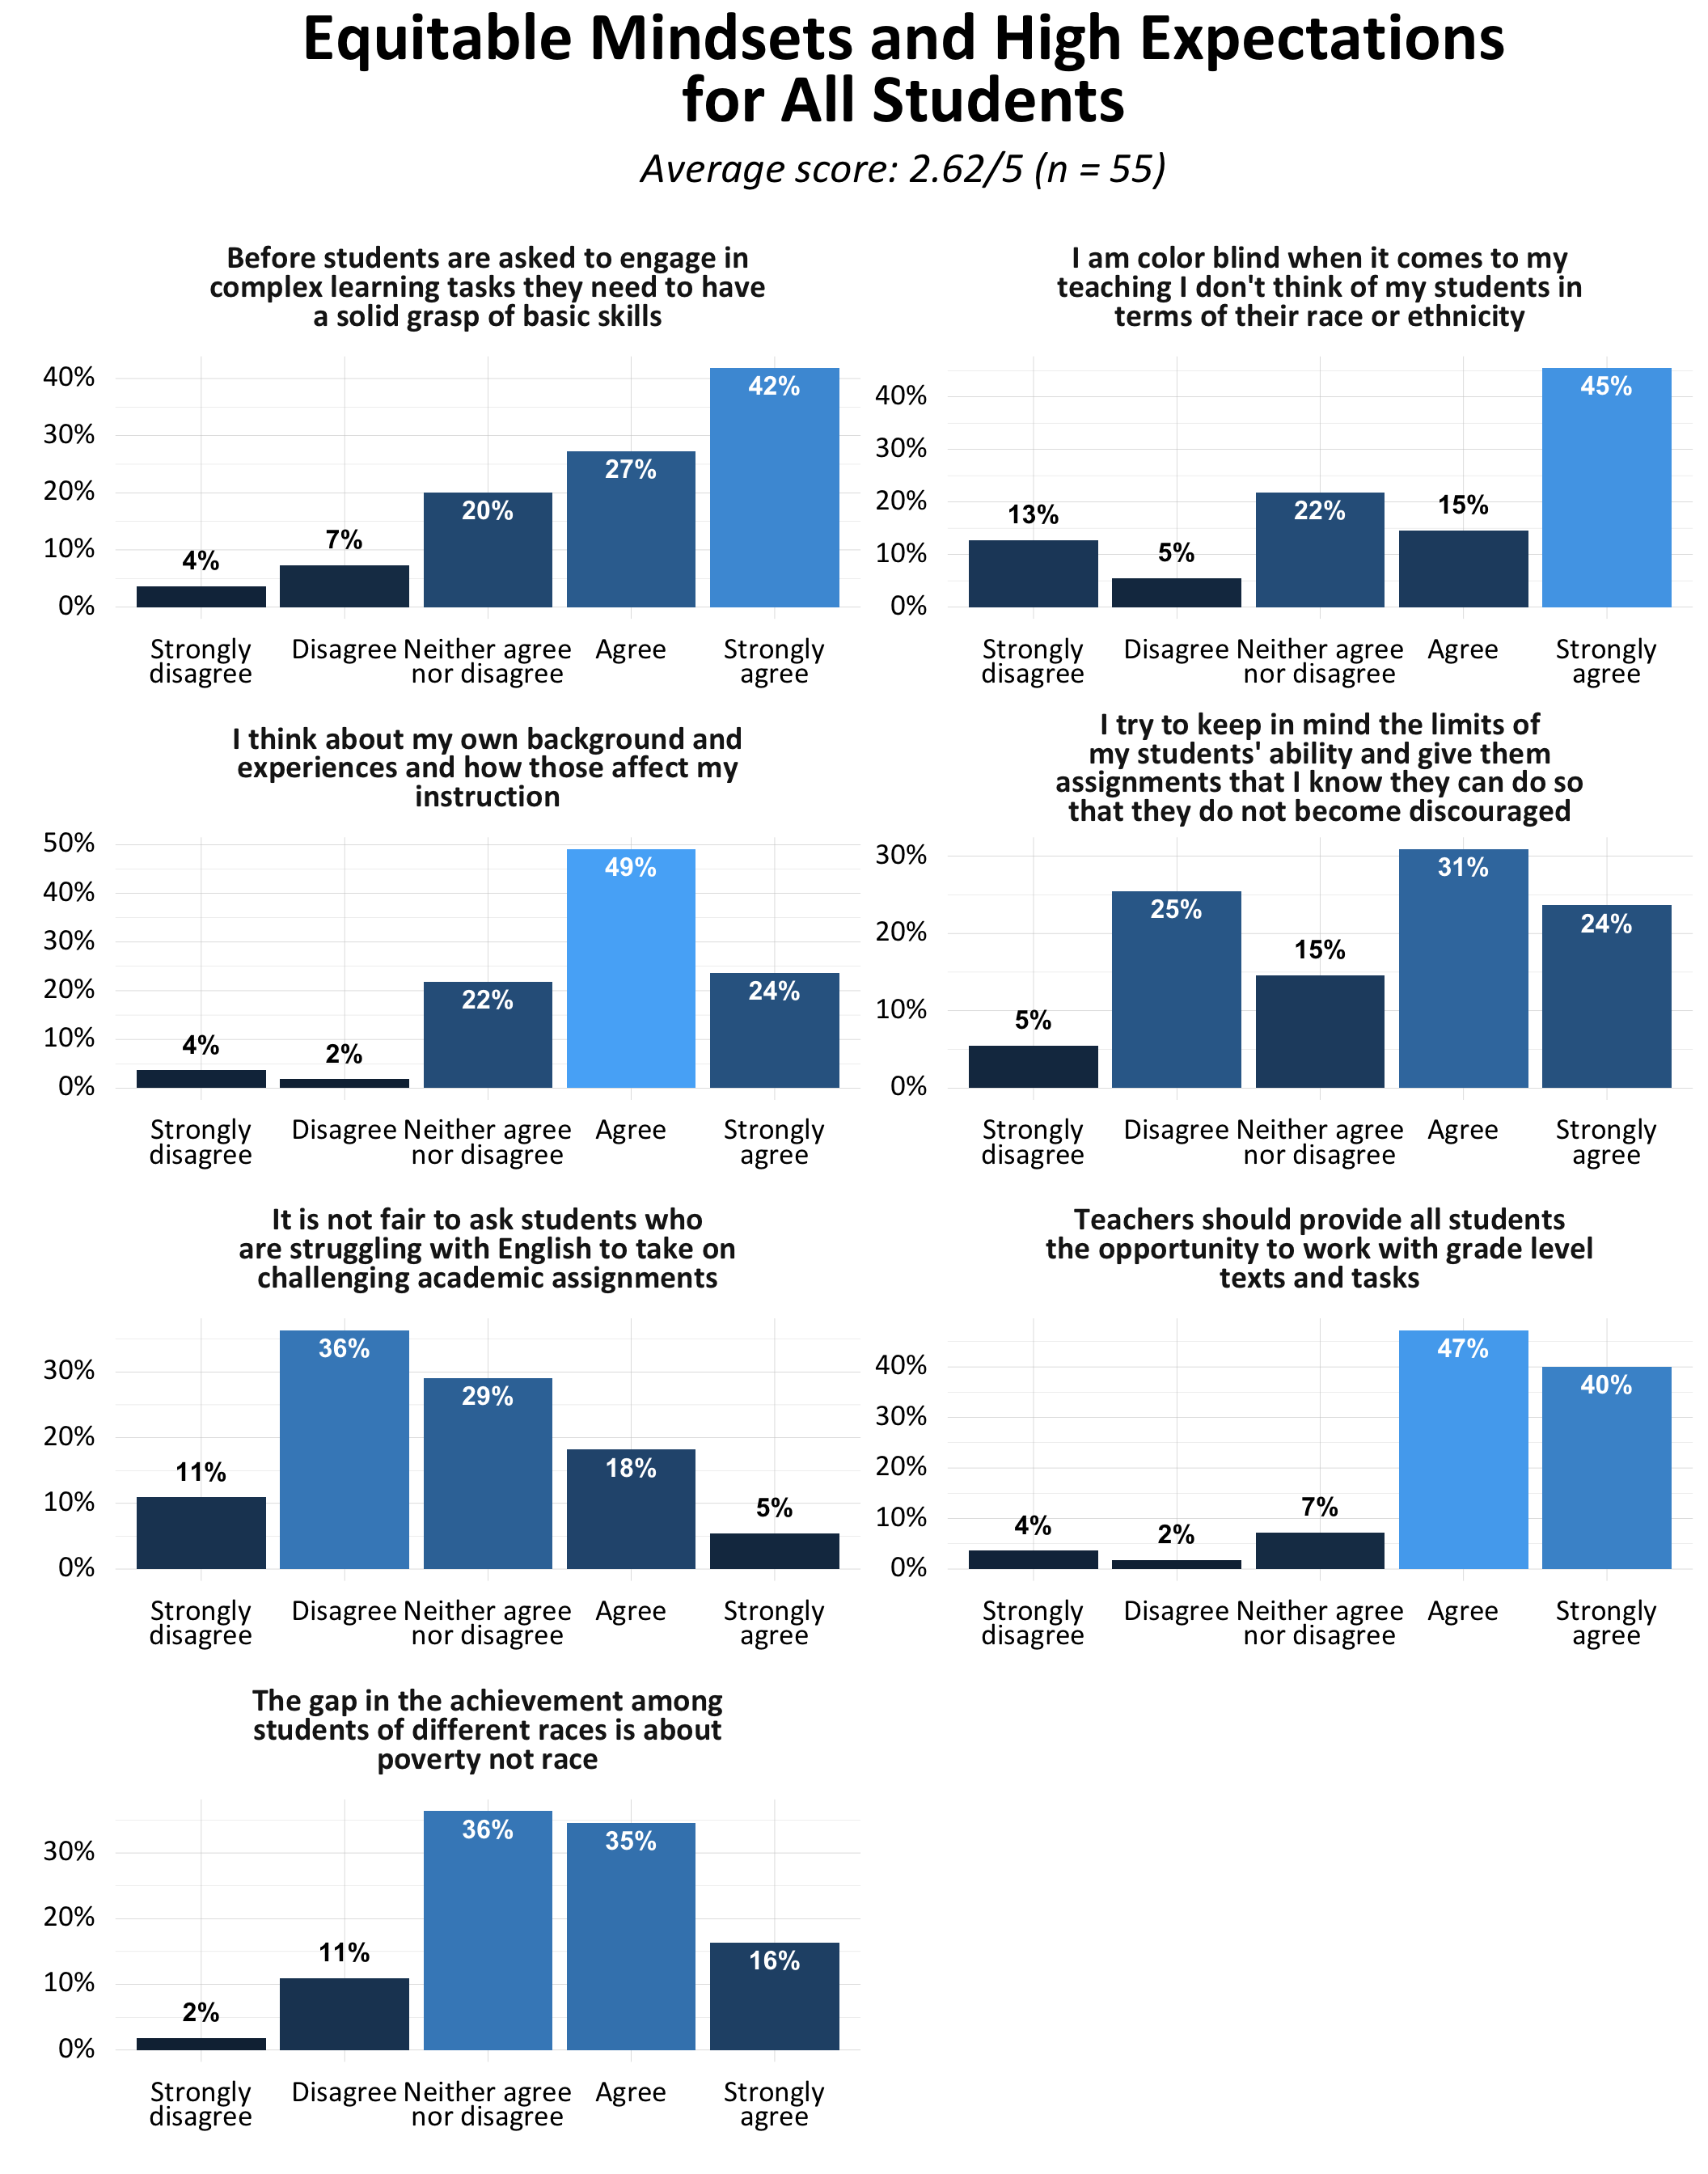 Equitable Mindsets and High Expectations
for All Students
Average score: 2.62/5 (n = 55)
Before students are asked to engage in
complex learning tasks they need to have
a solid grasp of basic skills
40%
30%
20%
10%
0%
4%
7%
20%
27%
42%
Strongly
disagree
Disagree
Neither agree
nor disagree
Agree
Strongly
agree
I am color blind when it comes to my
teaching I don't think of my students in
terms of their race or ethnicity
40%
30%
20%
10%
0%
13%
5%
22%
15%
45%
Strongly
disagree
Disagree
Neither agree
nor disagree
Agree
Strongly
agree
I think about my own background and
experiences and how those affect my
instruction
50%
40%
30%
20%
10%
0%
4%
2%
22%
49%
24%
Strongly
disagree
Disagree
Neither agree
nor disagree
Agree
Strongly
agree
I try to keep in mind the limits of
my students' ability and give them
assignments that I know they can do so
that they do not become discouraged
30%
20%
10%
0%
5%
25%
15%
31%
24%
Strongly
disagree
Disagree
Neither agree
nor disagree
Agree
Strongly
agree
It is not fair to ask students who
are struggling with English to take on
challenging academic assignments
30%
20%
10%
0%
11%
36%
29%
18%
5%
Strongly
disagree
Disagree
Neither agree
nor disagree
Agree
Strongly
agree
Teachers should provide all students
the opportunity to work with grade level
texts and tasks
40%
30%
20%
10%
0%
4%
2%
7%
47%
40%
Strongly
disagree
Disagree
Neither agree
nor disagree
Agree
Strongly
agree
The gap in the achievement among
students of different races is about
poverty not race
30%
20%
10%
0%
2%
11%
36%
35%
16%
Strongly
disagree
Disagree
Neither agree
nor disagree
Agree
Strongly
agree